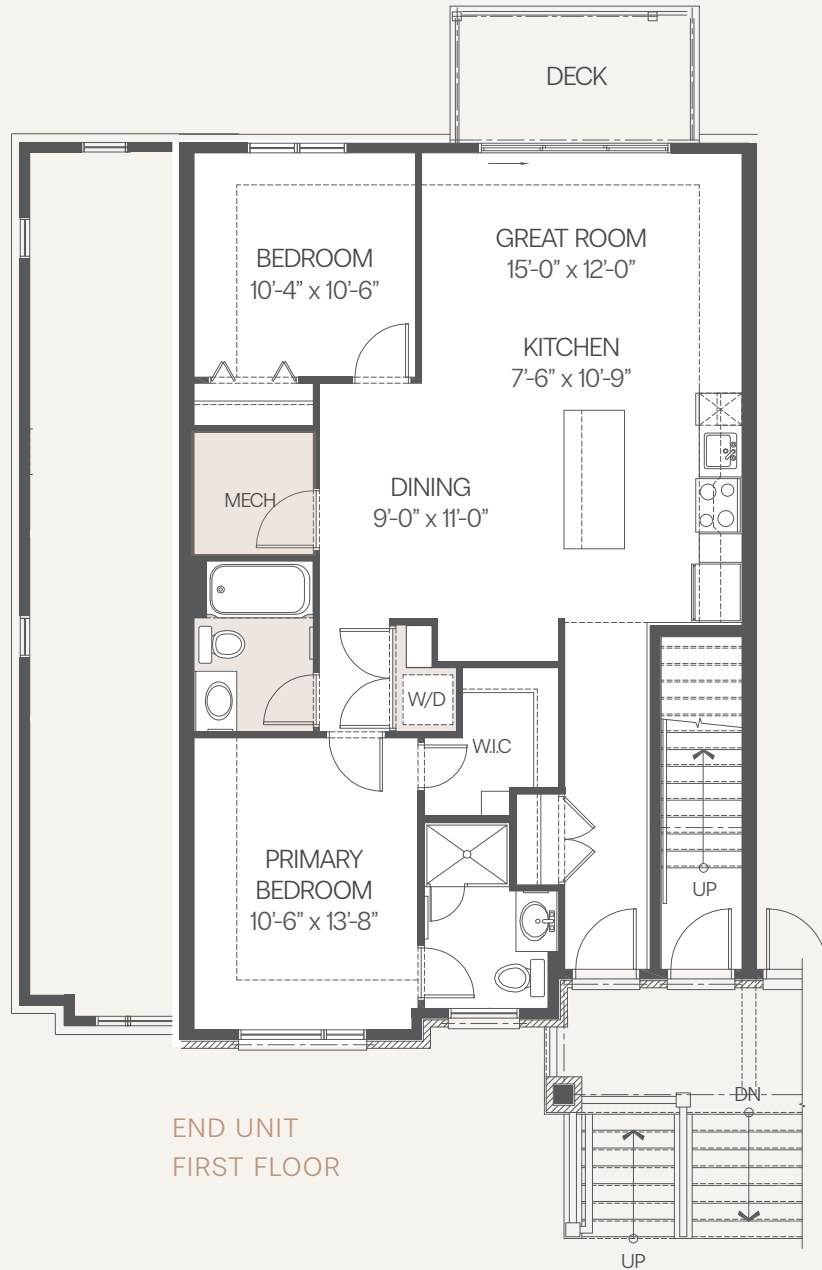 DECK
GREAT ROOM
15’-0” x 12’-0”
BEDROOM
10’-4” x 10’-6”
KITCHEN
7’-6” x 10’-9”
MECH
DINING
9’-0” x 11’-0”
W/D
W.I.C
PRIMARY
BEDROOM
10’-6” x 13’-8”
UP
DN
END UNIT
FIRST FLOOR
UP